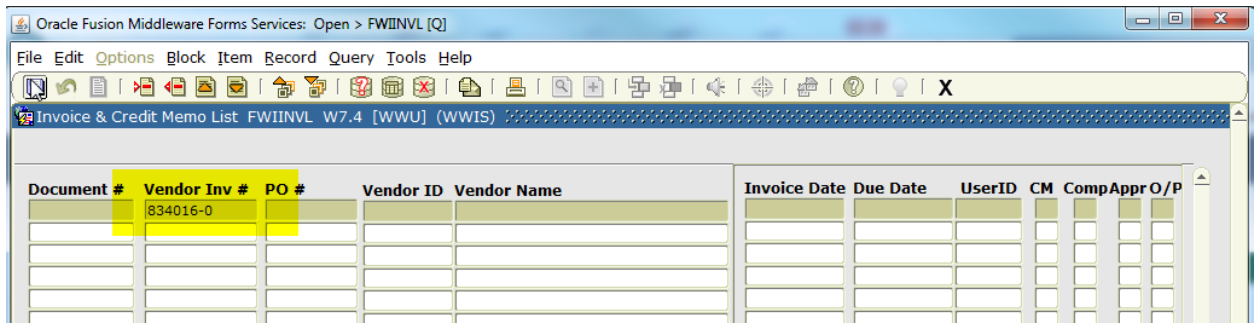 Oracle Fusion Middleware Forms Services: Open > FWIINVL [Q]
File Edit Options Block Item Record Query Tools Help
X
Invoice & Credit Memo List FWIINVL W7.4 [WWU] (WWIS)
Document # Vendor Inv # PO # Vendor ID Vendor Name Invoice Date Due Date UserID CM Comp Appr O/P
834016-0